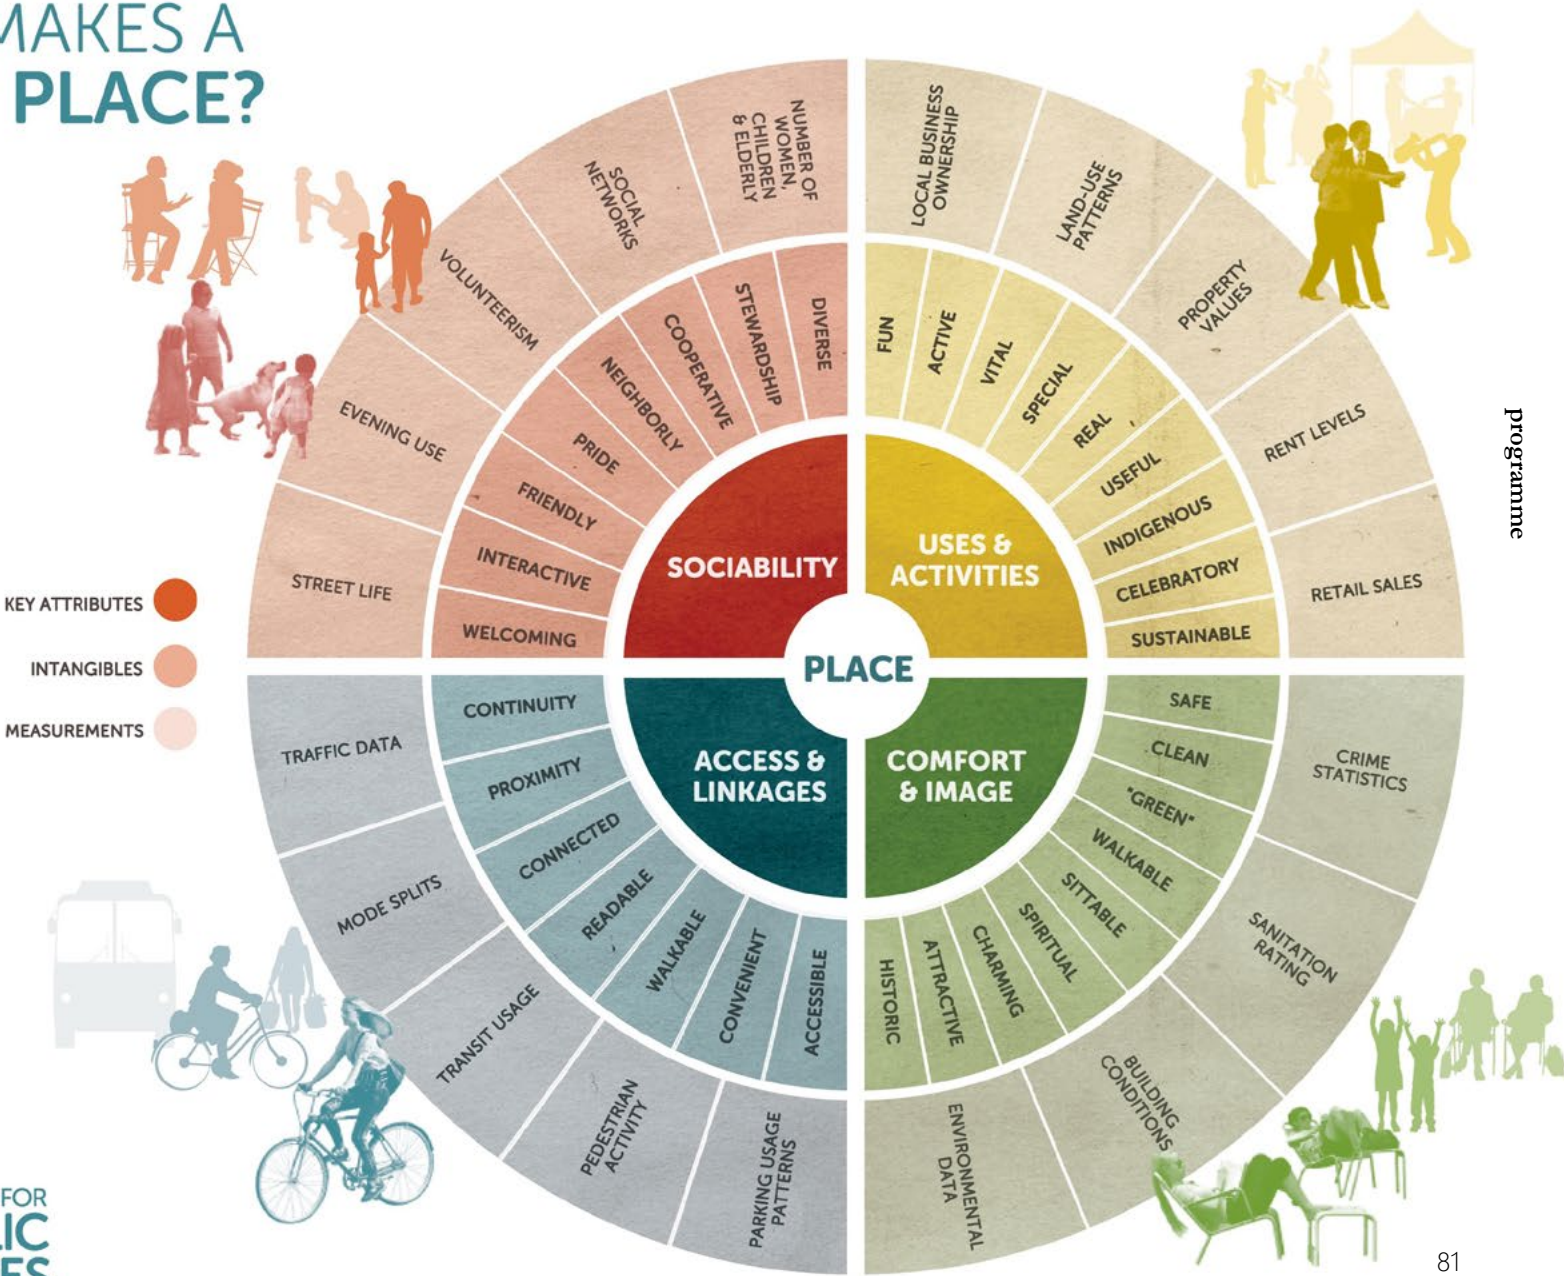 MAKES A
PLACE?
NUMBER OF
WOMEN,
CHILDREN
& ELDERLY
SOCIAL
NETWORKS
VOLUNTEERISM
EVENING USE
STREET LIFE
LOCAL BUSINESS
OWNERSHIP
LAND-USE
PATTERNS
PROPERTY
VALUES
RENT LEVELS
RETAIL SALES
DIVERSE
STEWARDSHIP
COOPERATIVE
NEIGHBORLY
PRIDE
FRIENDLY
INTERACTIVE
WELCOMING
FUN
ACTIVE
VITAL
SPECIAL
REAL
USEFUL
INDIGENOUS
CELEBRATORY
SUSTAINABLE
SOCIABILITY
USES &
ACTIVITIES
PLACE
ACCESS &
LINKAGES
COMFORT
& IMAGE
KEY ATTRIBUTES
INTANGIBLES
MEASUREMENTS
CONTINUITY
PROXIMITY
CONNECTED
READABLE
WALKABLE
CONVENIENT
ACCESSIBLE
SAFE
CLEAN
"GREEN"
WALKABLE
SITTABLE
SPIRITUAL
CHARMING
ATTRACTIVE
HISTORIC
TRAFFIC DATA
MODE SPLITS
TRANSIT USAGE
PEDESTRIAN
ACTIVITY
PARKING USAGE
PATTERNS
CRIME
STATISTICS
SANITATION
RATING
BUILDING
CONDITIONS
ENVIRONMENTAL
DATA
programme
FOR
IC
ES
81